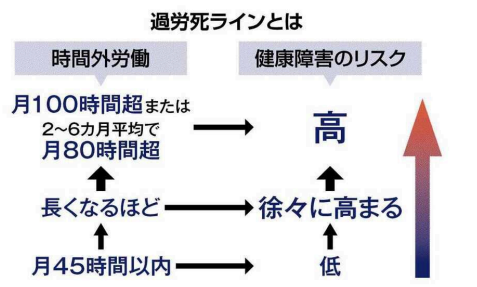 過労死ラインとは
時間外労働
健康障害のリスク
月100時間超または
2〜6カ月平均で
月80時間超
高
長くなるほど
徐々に高まる
月45時間以内
低